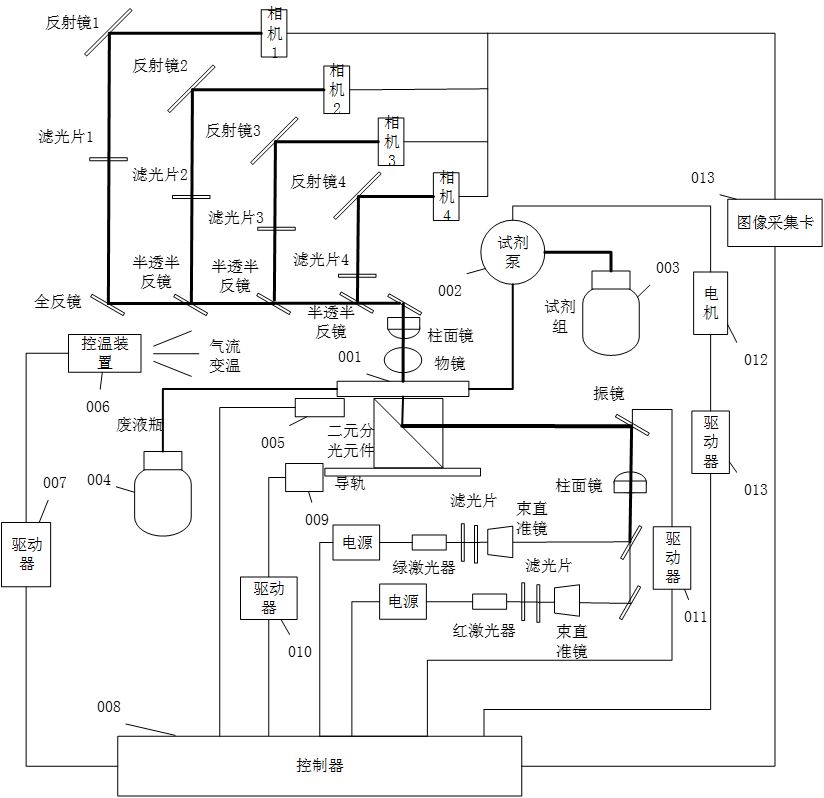 反射镜1
相
机
1
反射镜2
相
机
2
反射镜3
相
机
3
滤光片1
滤光片2
反射镜4
相
机
4
013
滤光片3
图像采集卡
试剂
泵
002
003
滤光片4
半透半
反镜
半透半
反镜
全反镜
半透半
反镜
试剂
组
电
机
012
柱面镜
控温装
置
气流
变温
001
物镜
006
振镜
废液瓶
005
二元分
光元件
驱
动
器
013
004
007
导轨
009
柱面镜
滤光片
束直
准镜
驱动
器
电源
绿激光器
滤光片
驱
动
器
011
驱动
器
010
电源
红激光器
束直
准镜
008
控制器